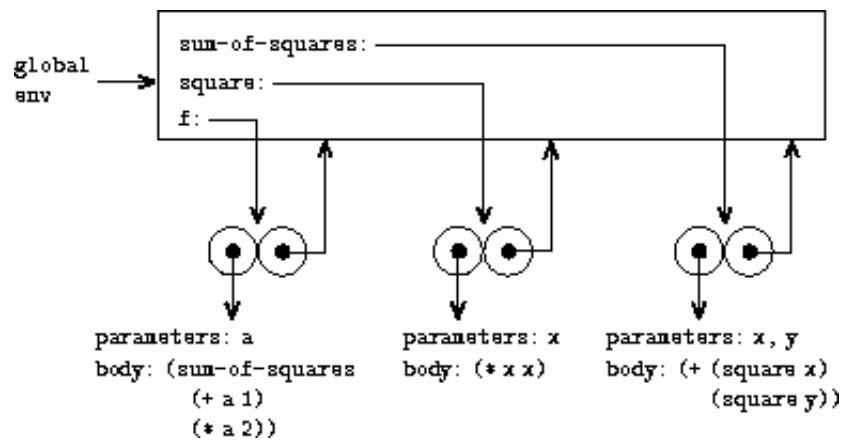 sum-of-squares:
global
env
square:
f:
parameters: a
body: (sum-of-squares
(+ a 1)
(* a 2))
parameters: x
body: (* x x)
parameters: x, y
body: (+ (square x)
(square y))